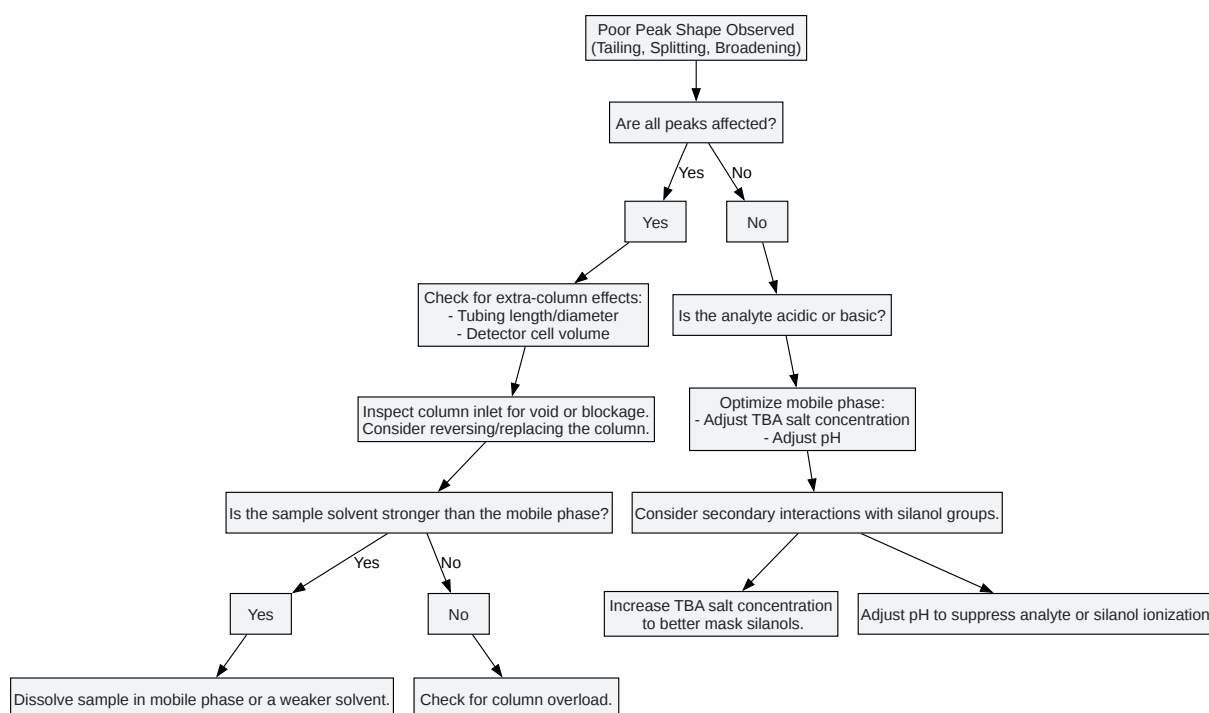 Poor Peak Shape Observed
(Tailing, Splitting, Broadening)
Are all peaks affected?
Yes
No
Yes
No
Check for extra-column effects:
- Tubing length/diameter
- Detector cell volume
Is the analyte acidic or basic?
Inspect column inlet for void or blockage.
Consider reversing/replacing the column.
Optimize mobile phase:
- Adjust TBA salt concentration
- Adjust pH
Is the sample solvent stronger than the mobile phase?
Consider secondary interactions with silanol groups.
Yes
No
Yes
No
Increase TBA salt concentration
to better mask silanols.
Adjust pH to suppress analyte or silanol ionization
Dissolve sample in mobile phase or a weaker solvent.
Check for column overload.